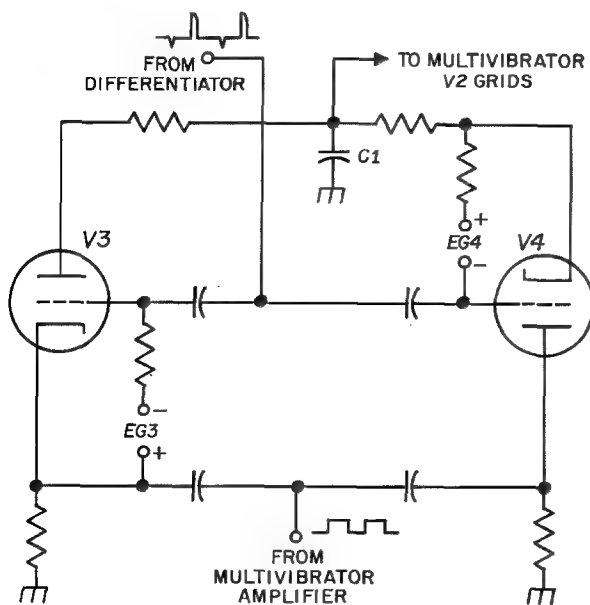 FROM
DIFFERENTIATOR
TO MULTIVIBRATOR
V2 GRIDS
C1
V3
+
EG4
-
V4
-
EG3
+
FROM
MULTIVIBRATOR
AMPLIFIER